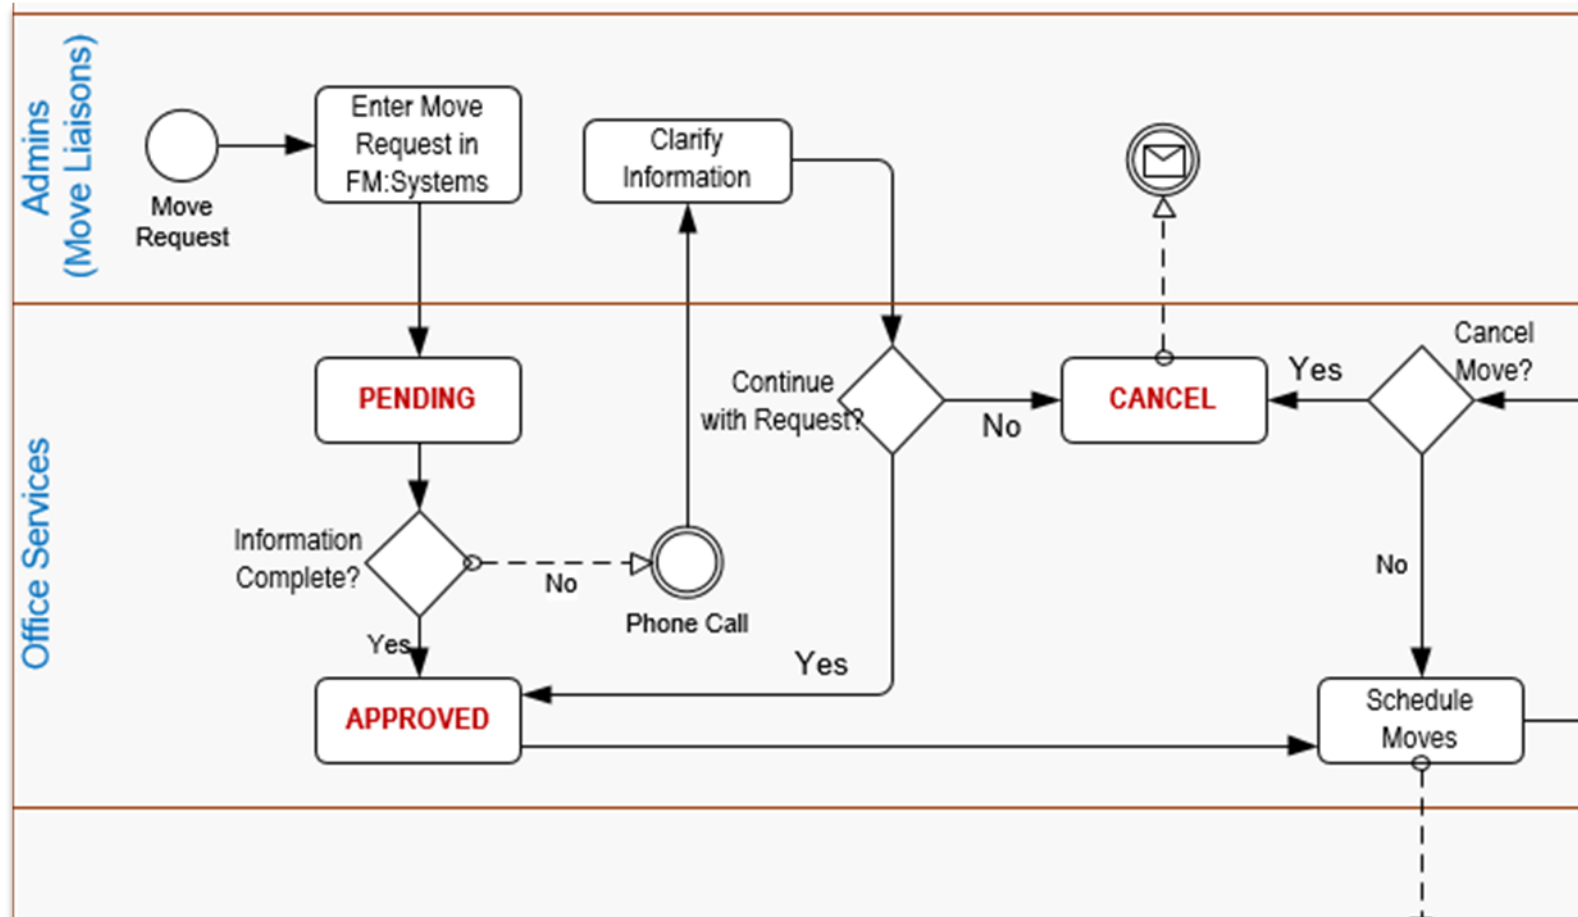 Admins
(Move Liaisons)
Move
Request
Enter Move
Request in
FM:Systems
Clarify
Information
Office Services
PENDING
Information
Complete?
No
Yes
Phone Call
APPROVED
Continue
with Request?
No
Yes
CANCEL
Yes
Cancel
Move?
No
Schedule
Moves